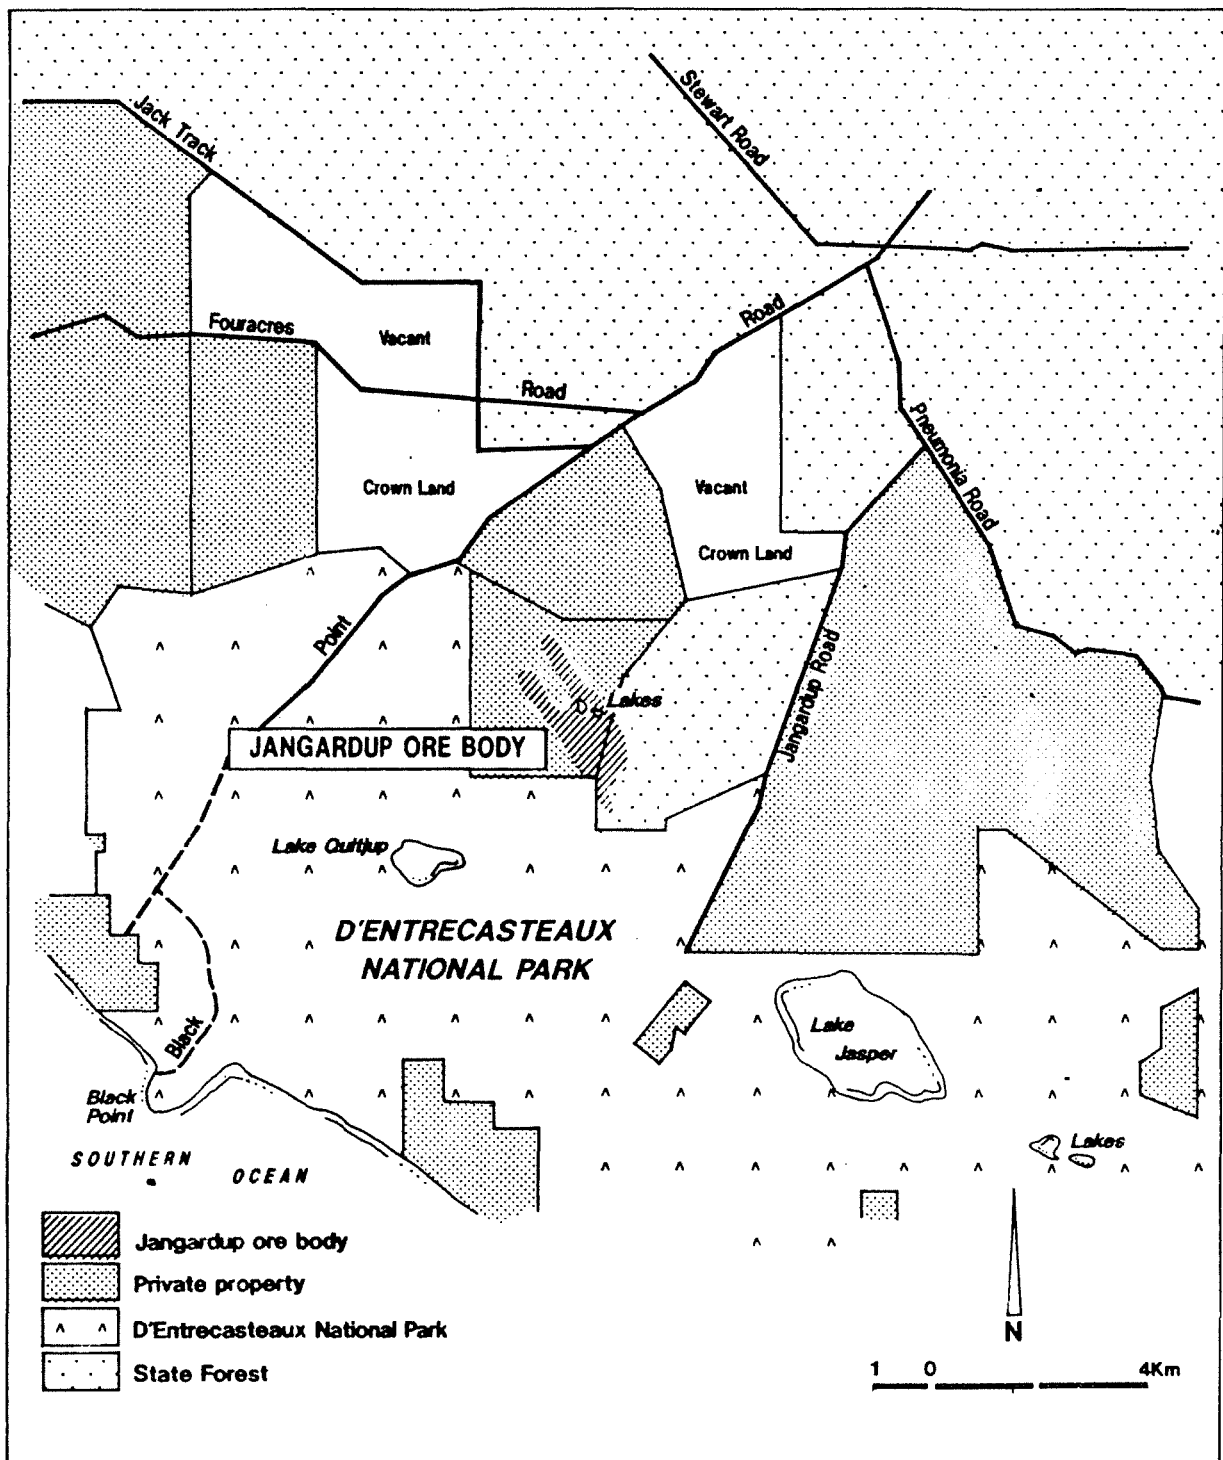 Stewart Road
Jack Track
Fouracres
Vacant
Road
Road
Pneumonia Road
Crown Land
Vacant
Crown Land
Point
Jangardup Road
Lakes
JANGARDUP ORE BODY
Lake Quitjup
D'ENTRECASTEAUX
NATIONAL PARK
Lake
Jasper
Black
Black
Point
Lakes
SOUTHERN
OCEAN
Jangardup ore body
Private property
D'Entrecasteaux National Park
State Forest
N
1 0 4Km